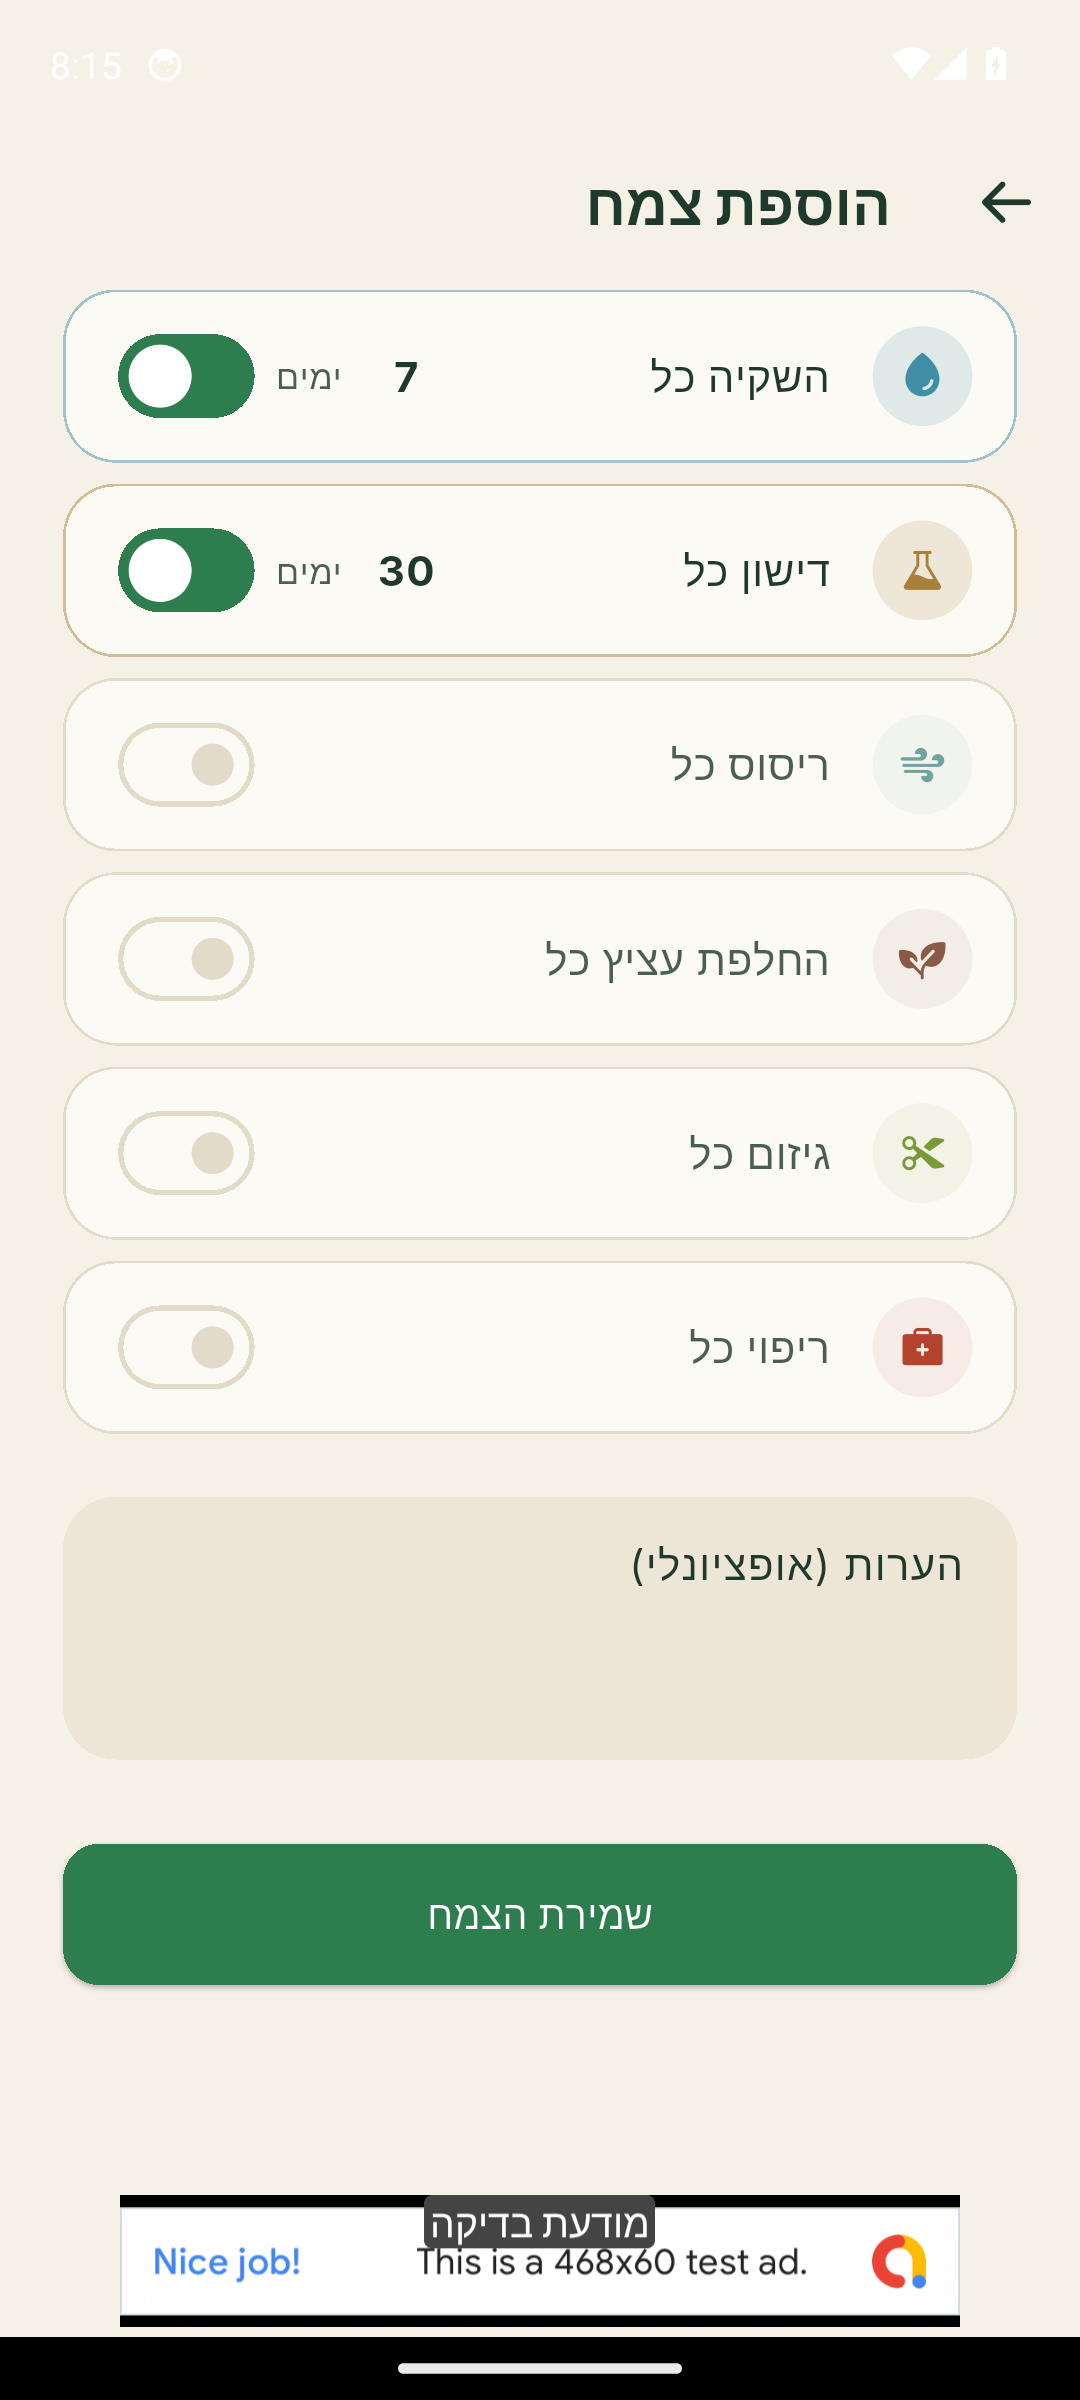 8:15
הוספת צמח
השקיה כל 7 ימים
דישון כל 30 ימים
ריסוס כל
החלפת עציץ כל
גיזום כל
ריפוי כל
הערות (אופציונלי)
שמירת הצמח
מודעת בדיקה
Nice job! This is a 468x60 test ad.